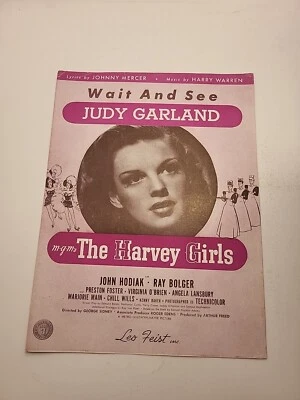 Lyrics by JOHNNY MERCER • Music by HARRY WARREN
Wait And See
JUDY GARLAND
M-G-M's The Harvey Girls
with
JOHN HODIAK • RAY BOLGER
PRESTON FOSTER • VIRGINIA O'BRIEN • ANGELA LANSBURY
MARJORIE MAIN • CHILL WILLS • KENNY BAKER • PHOTOGRAPHED IN TECHNICOLOR
Directed by GEORGE SIDNEY • Associate Producer ROGER EDENS • Produced by ARTHUR FREED
Leo Feist INC.